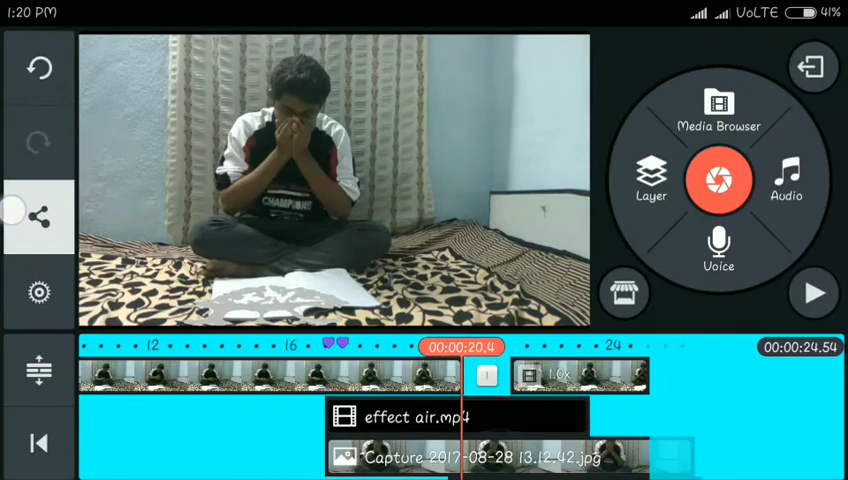 1:20 PM
VoLTE 41%
CHAMPIONS
Media Browser
Layer
Audio
Voice
12
16
00:00:20.4
24
00:00:24.54
1.0x
effect air.mp4
Capture 2017-08-28 13.12.42.jpg